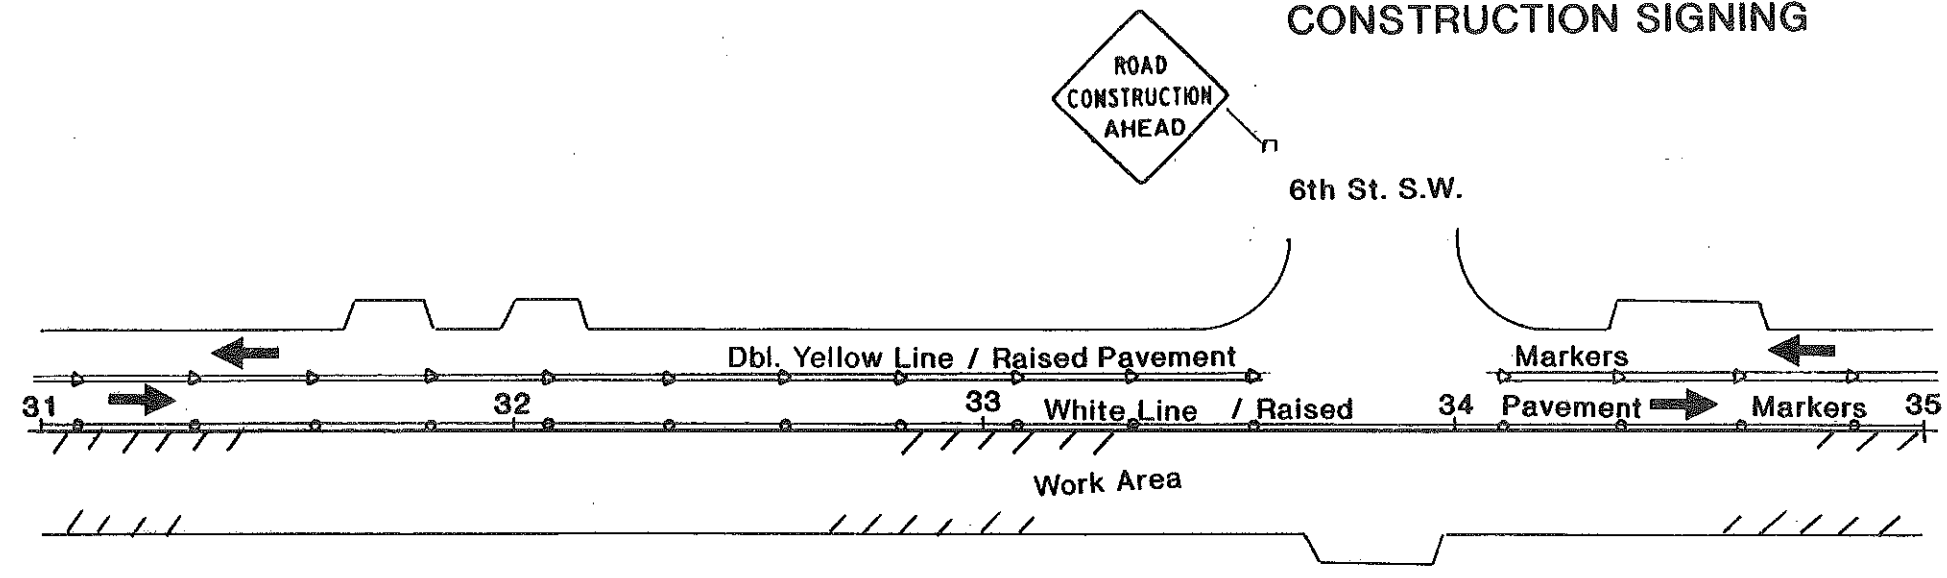 CONSTRUCTION SIGNING
ROAD
CONSTRUCTION
AHEAD
6th St. S.W.
Dbl. Yellow Line / Raised Pavement Markers
31 32 33 White Line / Raised 34 Pavement Markers 35
Work Area